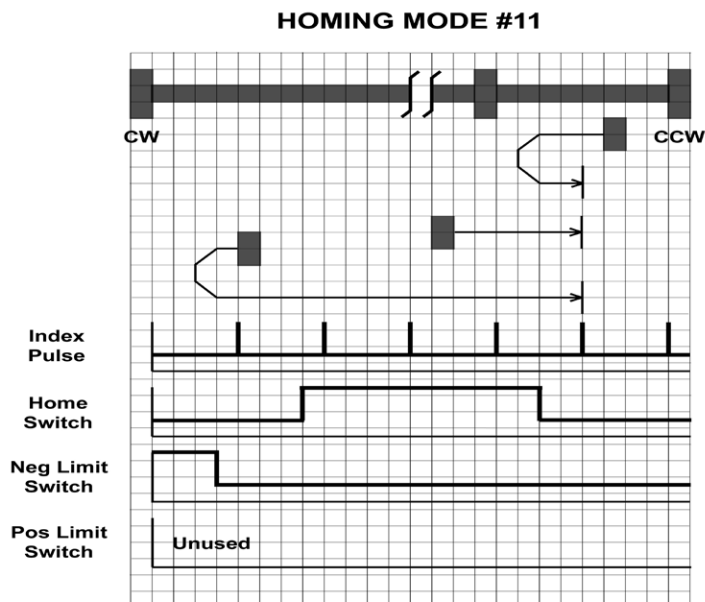 HOMING MODE #11
CW
CCW
Index
Pulse
Home
Switch
Neg Limit
Switch
Pos Limit
Switch
Unused